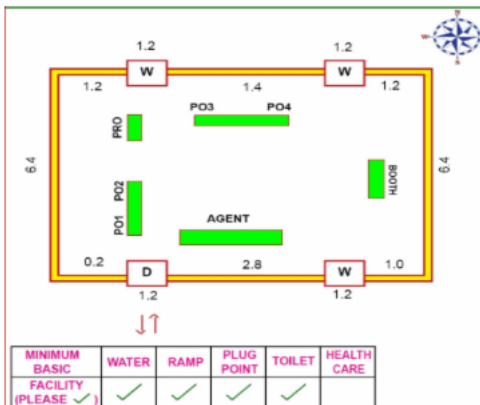 1.2 1.2
N
W E
S
W W
1.2 1.4 1.2
PO3 PO4
PRO
6.4 6.4
BOOTH
PO1 PO2
AGENT
0.2 2.8 1.0
D W
1.2 1.2
MINIMUM BASIC FACILITY (PLEASE ✓)
WATER ✓
RAMP ✓
PLUG POINT ✓
TOILET ✓
HEALTH CARE